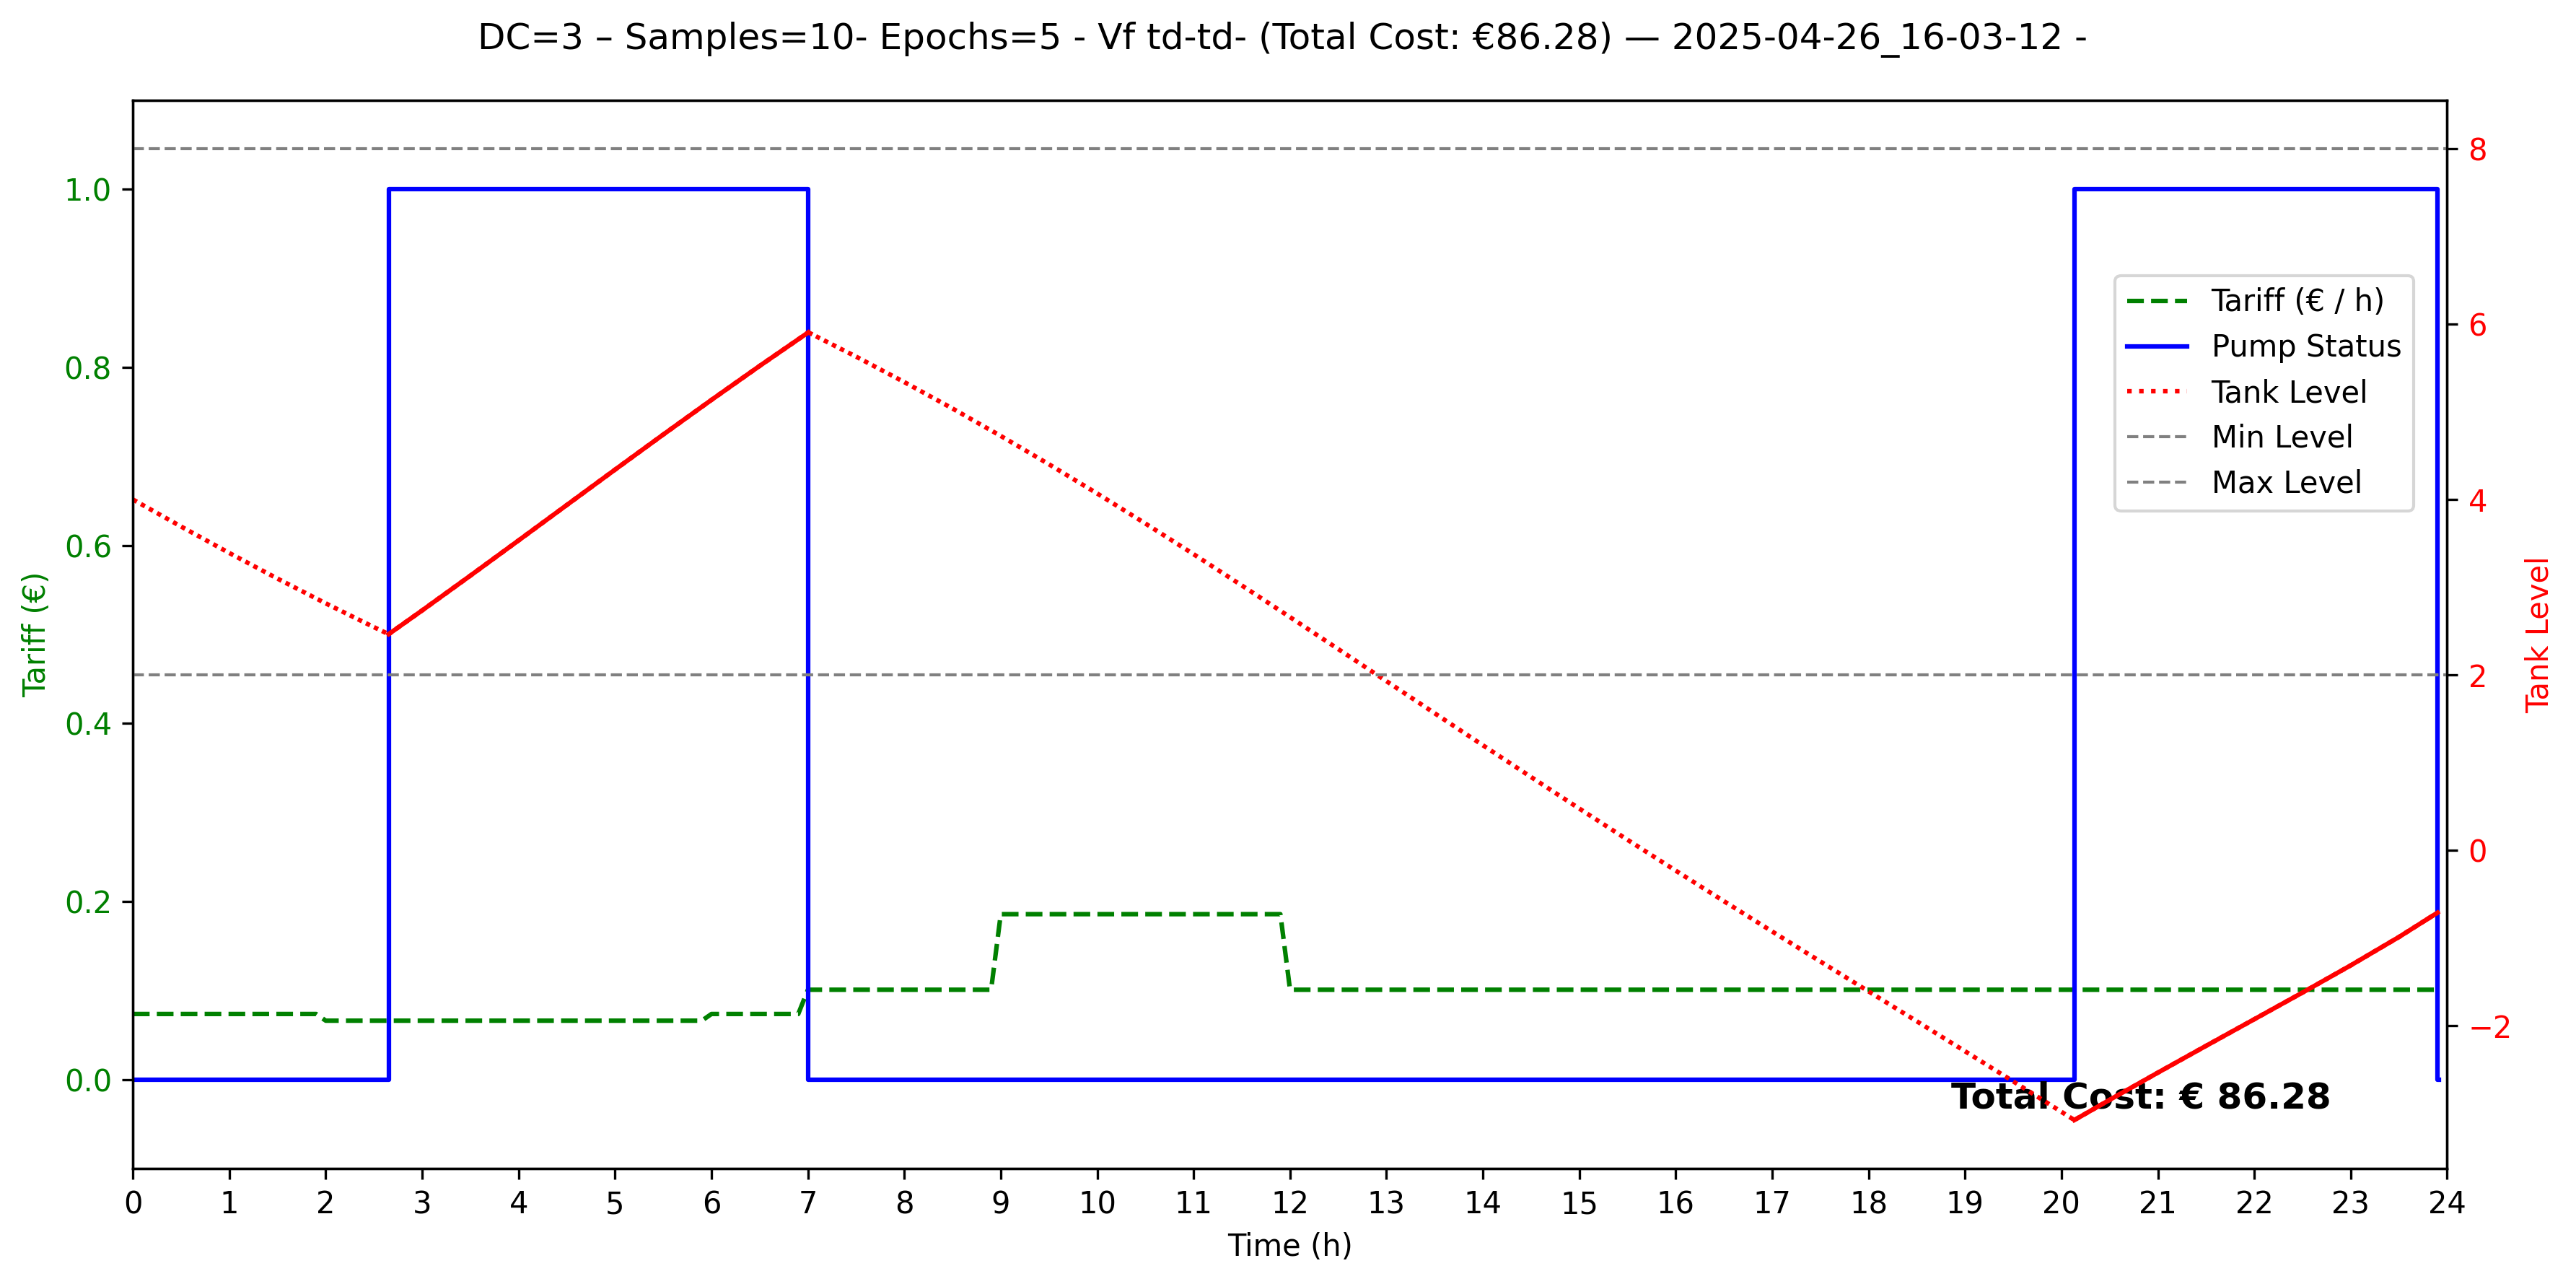 DC=3 – Samples=10- Epochs=5 - Vf td-td- (Total Cost: €86.28) — 2025-04-26_16-03-12 -
Tariff (€)
1.0
0.8
0.6
0.4
0.2
0.0
Tariff (€ / h)
Pump Status
Tank Level
Min Level
Max Level
8
6
4
2
0
−2
Tank Level
Total Cost: € 86.28
0 1 2 3 4 5 6 7 8 9 10 11 12 13 14 15 16 17 18 19 20 21 22 23 24
Time (h)